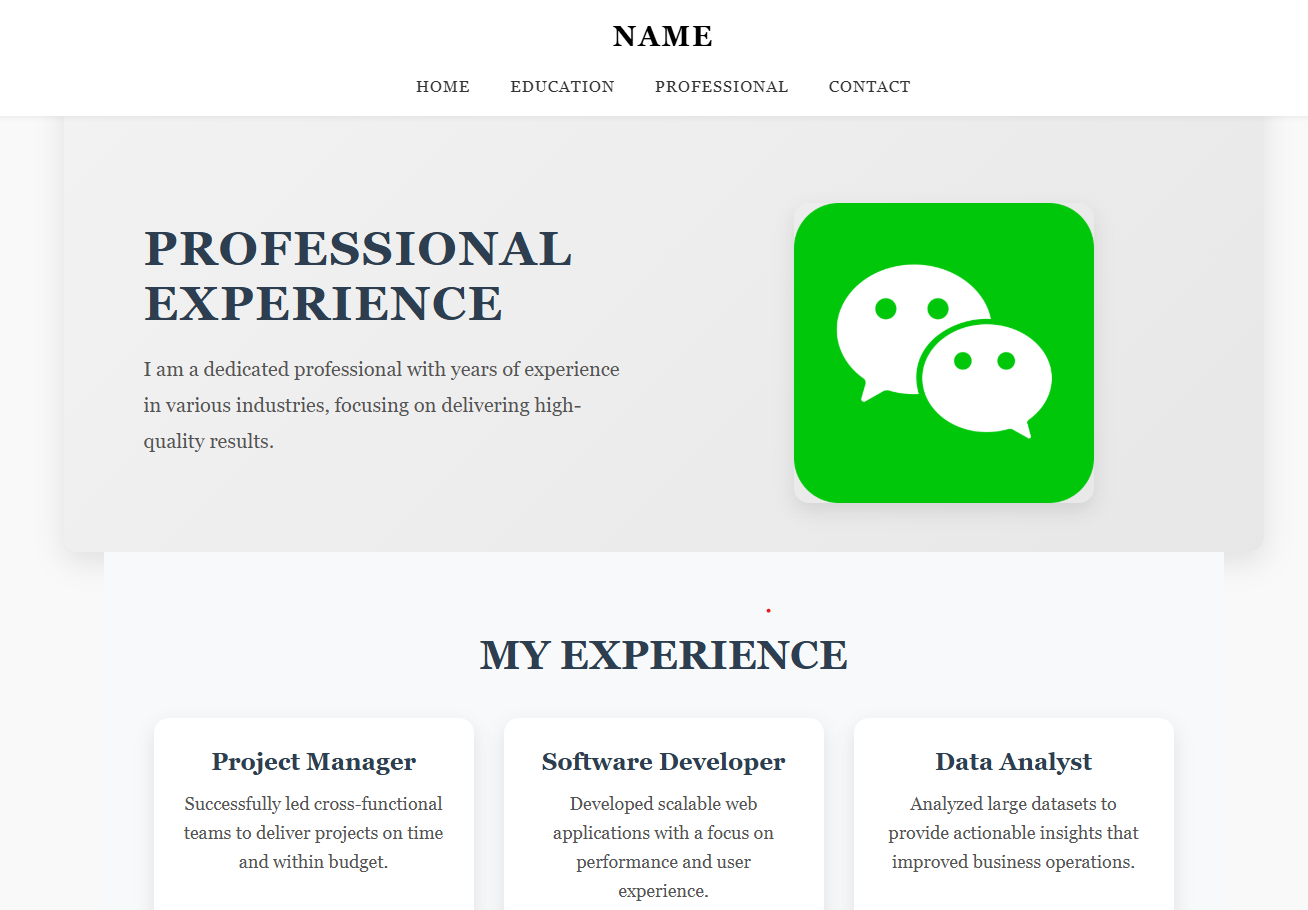 NAME
HOME EDUCATION PROFESSIONAL CONTACT
PROFESSIONAL
EXPERIENCE
I am a dedicated professional with years of experience
in various industries, focusing on delivering high-
quality results.
MY EXPERIENCE
Project Manager
Successfully led cross-functional
teams to deliver projects on time
and within budget.
Software Developer
Developed scalable web
applications with a focus on
performance and user
experience.
Data Analyst
Analyzed large datasets to
provide actionable insights that
improved business operations.